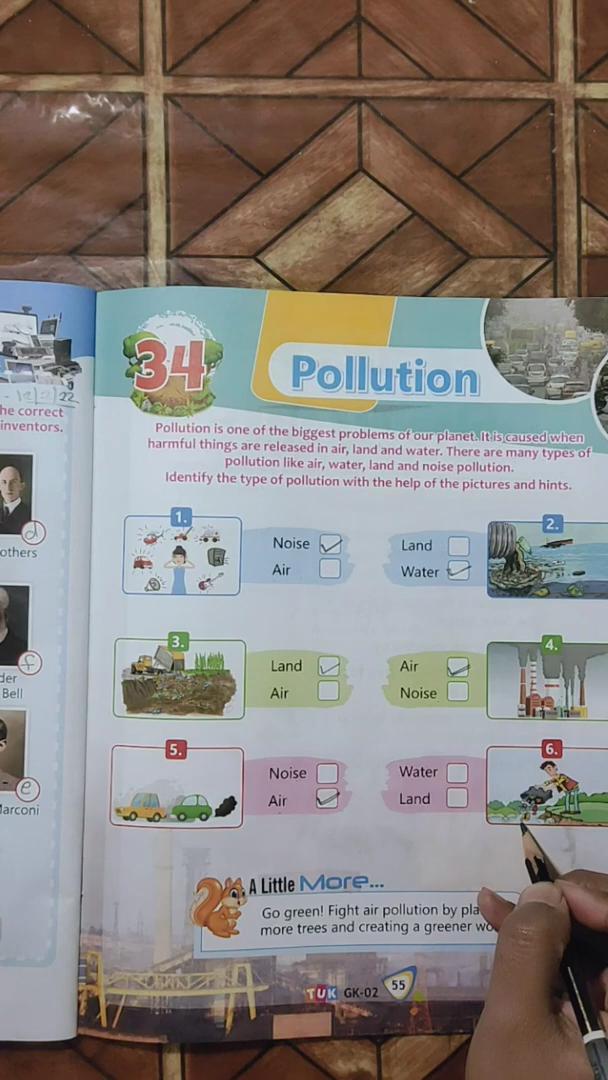 34
Pollution
Pollution is one of the biggest problems of our planet. It is caused when
harmful things are released in air, land and water. There are many types of
pollution like air, water, land and noise pollution.
Identify the type of pollution with the help of the pictures and hints.
22
he correct
inventors.
d
others
f
der
Bell
e
Marconi
1.
Noise
Air
2.
Land
Water
3.
Land
Air
4.
Air
Noise
5.
Noise
Air
6.
Water
Land
A Little More...
Go green! Fight air pollution by pla
more trees and creating a greener wo
TUK GK-02 55